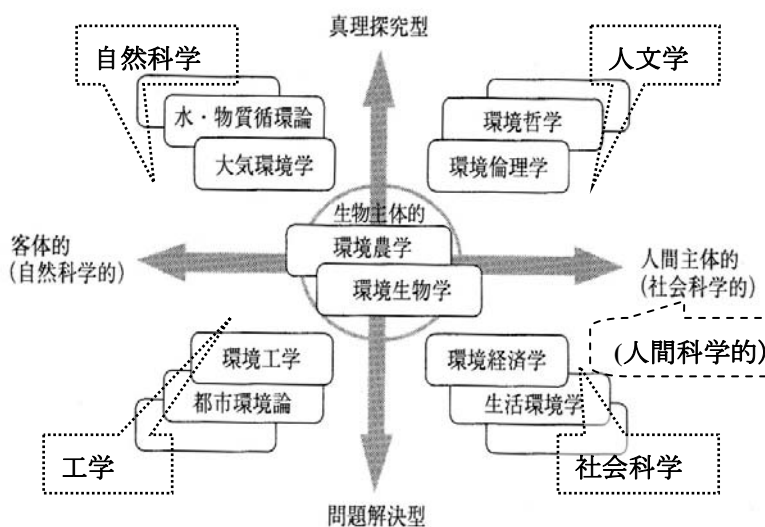 真理探究型
自然科学
人文学
水・物質循環論
大気環境学
環境哲学
環境倫理学
生物主体的
環境農学
環境生物学
客体的
(自然科学的)
人間主体的
(社会科学的)
(人間科学的)
環境工学
都市環境論
環境経済学
生活環境学
工学
社会科学
問題解決型